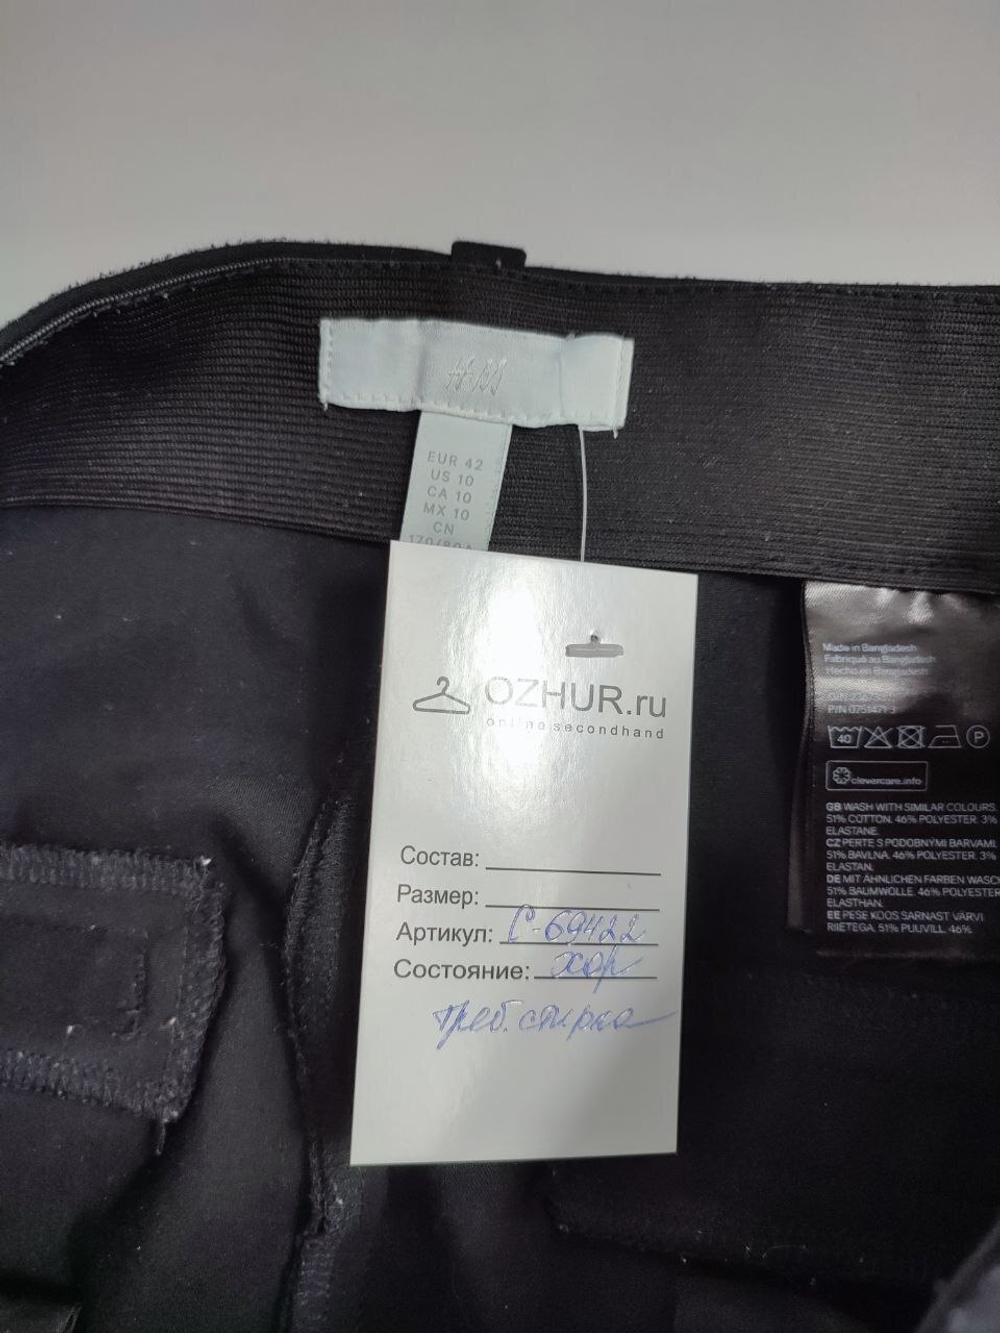 H&M
EUR 42
US 10
CA 10
MX 10
CN
170/80A
OZHUR.ru
online secondhand
Состав:
Размер:
Артикул: С-69422
Состояние: хор
треб. стирка
Made in Bangladesh
Fabriqué au Bangladesh
Hecho en Bangladesh
40
P
clevercare.info
GB WASH WITH SIMILAR COLOURS.
51% COTTON. 46% POLYESTER. 3%
ELASTANE.
CZ PERTE S PODOBNÝMI BARVAMI.
51% BAVLNA. 46% POLYESTER. 3%
ELASTAN.
DE MIT ÄHNLICHEN FARBEN WASCH
51% BAUMWOLLE. 46% POLYESTER
ELASTHAN.
EE PESE KOOS SARNAST VÄRVI
RIIETEGA. 51% PUUVILL. 46%